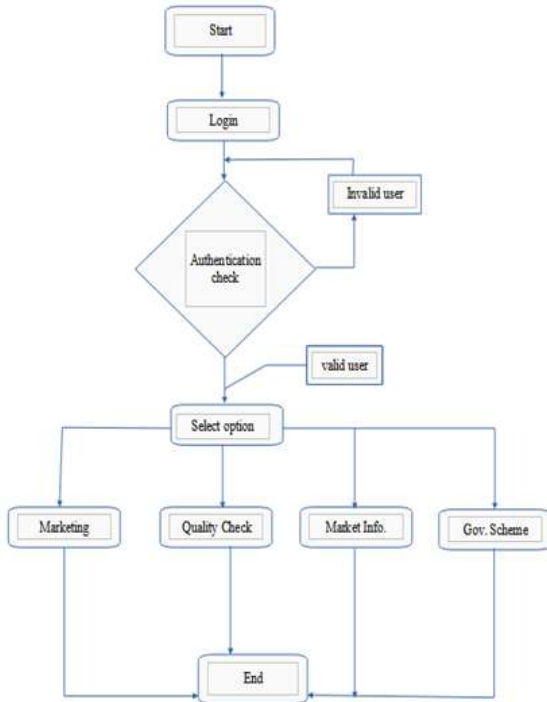 Start
Login
Invalid user
Authentication
check
valid user
Select option
Marketing
Quality Check
Market Info.
Gov. Scheme
End